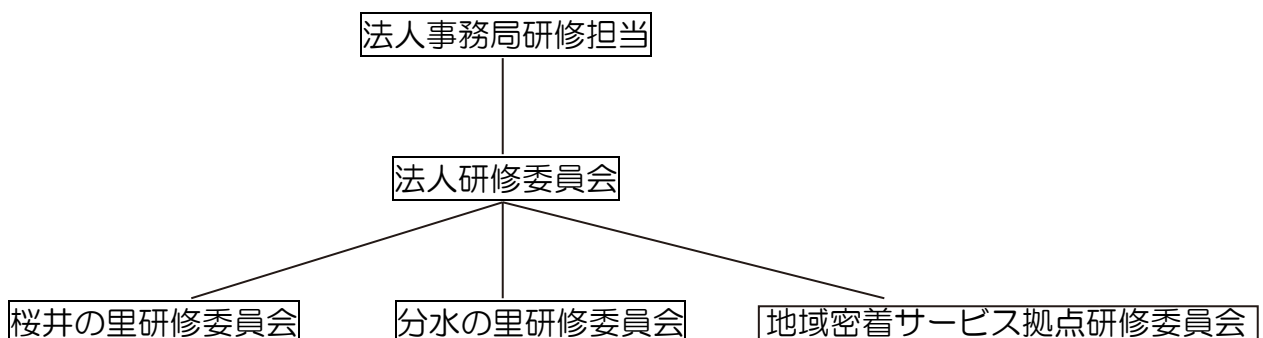 法人事務局研修担当
法人研修委員会
桜井の里研修委員会
分水の里研修委員会
地域密着サービス拠点研修委員会